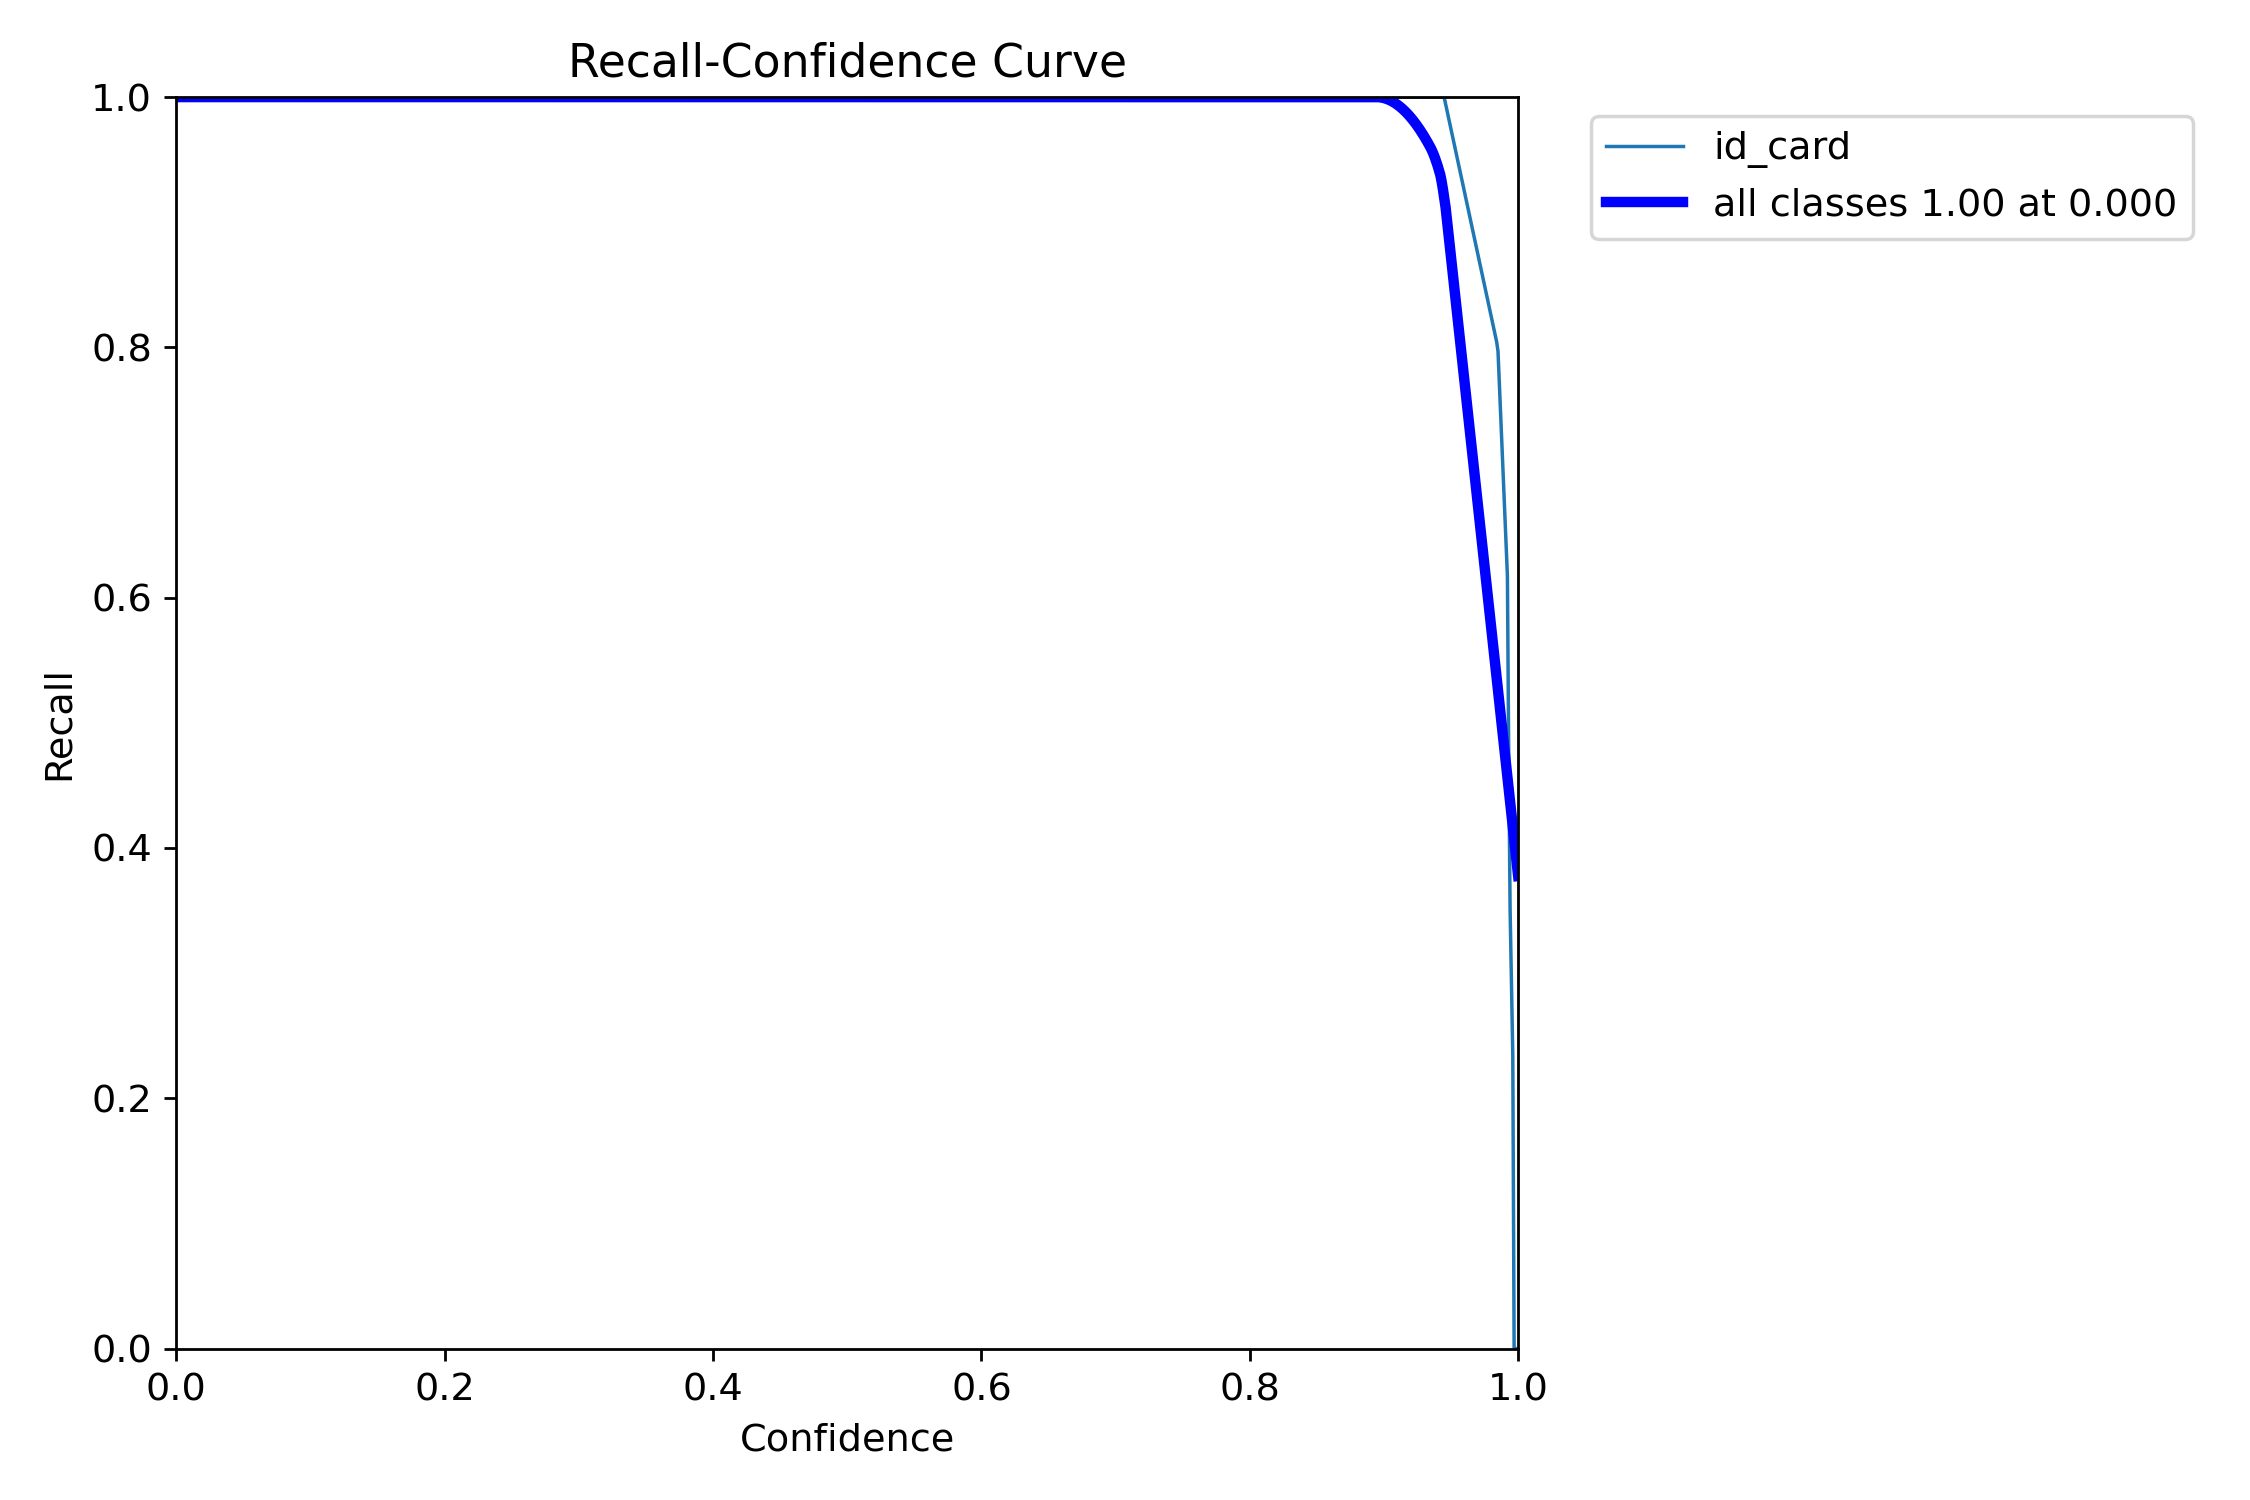 Recall-Confidence Curve
id_card
all classes 1.00 at 0.000
1.0
0.8
0.6
0.4
0.2
0.0
Recall
0.0 0.2 0.4 0.6 0.8 1.0
Confidence